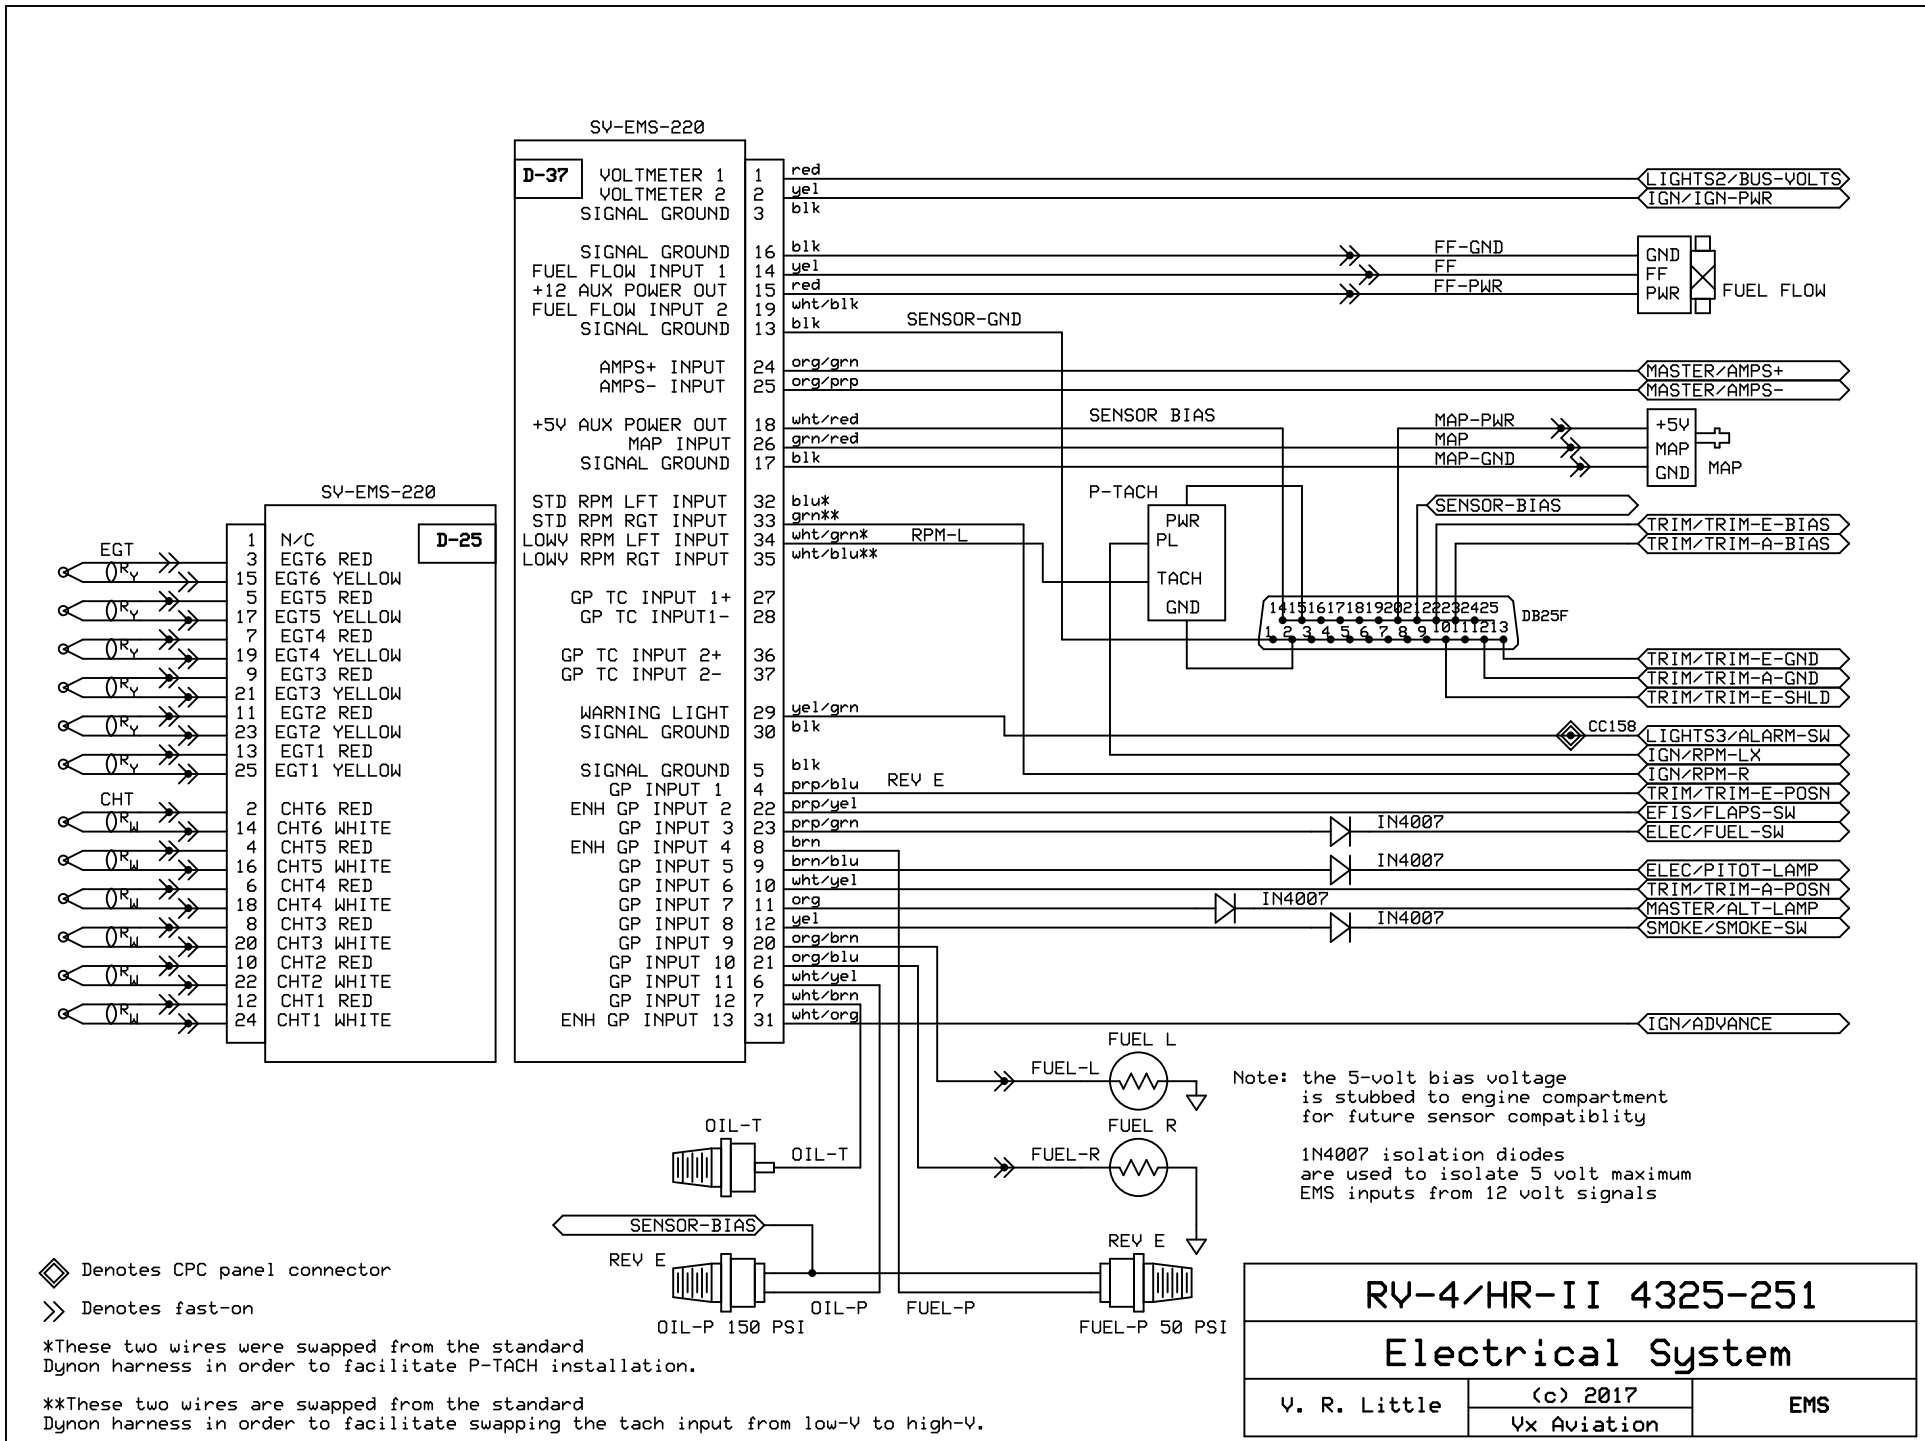 SV-EMS-220
D-37
VOLTMETER 1 1 red
VOLTMETER 2 2 yel
SIGNAL GROUND 3 blk
LIGHTS2/BUS-VOLTS
IGN/IGN-PWR
SIGNAL GROUND 16 blk FF-GND GND
FUEL FLOW INPUT 1 14 yel FF FF
+12 AUX POWER OUT 15 red FF-PWR PWR FUEL FLOW
FUEL FLOW INPUT 2 19 wht/blk
SIGNAL GROUND 13 blk SENSOR-GND
AMPS+ INPUT 24 org/grn MASTER/AMPS+
AMPS- INPUT 25 org/prp MASTER/AMPS-
+5V AUX POWER OUT 18 wht/red SENSOR BIAS MAP-PWR +5V
MAP INPUT 26 grn/red MAP MAP
SIGNAL GROUND 17 blk MAP-GND GND MAP
STD RPM LFT INPUT 32 blu*
STD RPM RGT INPUT 33 grn**
LOWV RPM LFT INPUT 34 wht/grn* RPM-L
LOWV RPM RGT INPUT 35 wht/blu**
P-TACH
PWR
PL
TACH
GND
SENSOR-BIAS
TRIM/TRIM-E-BIAS
TRIM/TRIM-A-BIAS
GP TC INPUT 1+ 27
GP TC INPUT1- 28
GP TC INPUT 2+ 36
GP TC INPUT 2- 37
14 15 16 17 18 19 20 21 22 23 24 25
1 2 3 4 5 6 7 8 9 10 11 12 13
DB25F
TRIM/TRIM-E-GND
TRIM/TRIM-A-GND
TRIM/TRIM-E-SHLD
WARNING LIGHT 29 yel/grn
SIGNAL GROUND 30 blk
CC158 LIGHTS3/ALARM-SW
IGN/RPM-LX
IGN/RPM-R
SIGNAL GROUND 5 blk
GP INPUT 1 4 prp/blu REV E TRIM/TRIM-E-POSN
ENH GP INPUT 2 22 prp/yel EFIS/FLAPS-SW
GP INPUT 3 23 prp/grn IN4007 ELEC/FUEL-SW
ENH GP INPUT 4 8 brn
GP INPUT 5 9 brn/blu IN4007 ELEC/PITOT-LAMP
GP INPUT 6 10 wht/yel TRIM/TRIM-A-POSN
GP INPUT 7 11 org IN4007 MASTER/ALT-LAMP
GP INPUT 8 12 yel IN4007 SMOKE/SMOKE-SW
GP INPUT 9 20 org/brn
GP INPUT 10 21 org/blu
GP INPUT 11 6 wht/yel
GP INPUT 12 7 wht/brn
ENH GP INPUT 13 31 wht/org IGN/ADVANCE
SV-EMS-220
D-25
1 N/C
EGT
R Y 3 EGT6 RED
15 EGT6 YELLOW
R Y 5 EGT5 RED
17 EGT5 YELLOW
R Y 7 EGT4 RED
19 EGT4 YELLOW
R Y 9 EGT3 RED
21 EGT3 YELLOW
R Y 11 EGT2 RED
23 EGT2 YELLOW
R Y 13 EGT1 RED
25 EGT1 YELLOW
CHT
R W 2 CHT6 RED
14 CHT6 WHITE
R W 4 CHT5 RED
16 CHT5 WHITE
R W 6 CHT4 RED
18 CHT4 WHITE
R W 8 CHT3 RED
20 CHT3 WHITE
R W 10 CHT2 RED
22 CHT2 WHITE
R W 12 CHT1 RED
24 CHT1 WHITE
FUEL L
FUEL-L
FUEL R
FUEL-R
OIL-T
OIL-T
SENSOR-BIAS
REV E
OIL-P
OIL-P 150 PSI
REV E
FUEL-P
FUEL-P 50 PSI
Note: the 5-volt bias voltage
is stubbed to engine compartment
for future sensor compatiblity
1N4007 isolation diodes
are used to isolate 5 volt maximum
EMS inputs from 12 volt signals
Denotes CPC panel connector
Denotes fast-on
*These two wires were swapped from the standard
Dynon harness in order to facilitate P-TACH installation.
**These two wires are swapped from the standard
Dynon harness in order to facilitate swapping the tach input from low-V to high-V.
RV-4/HR-II 4325-251
Electrical System
V. R. Little
(c) 2017
Vx Aviation
EMS